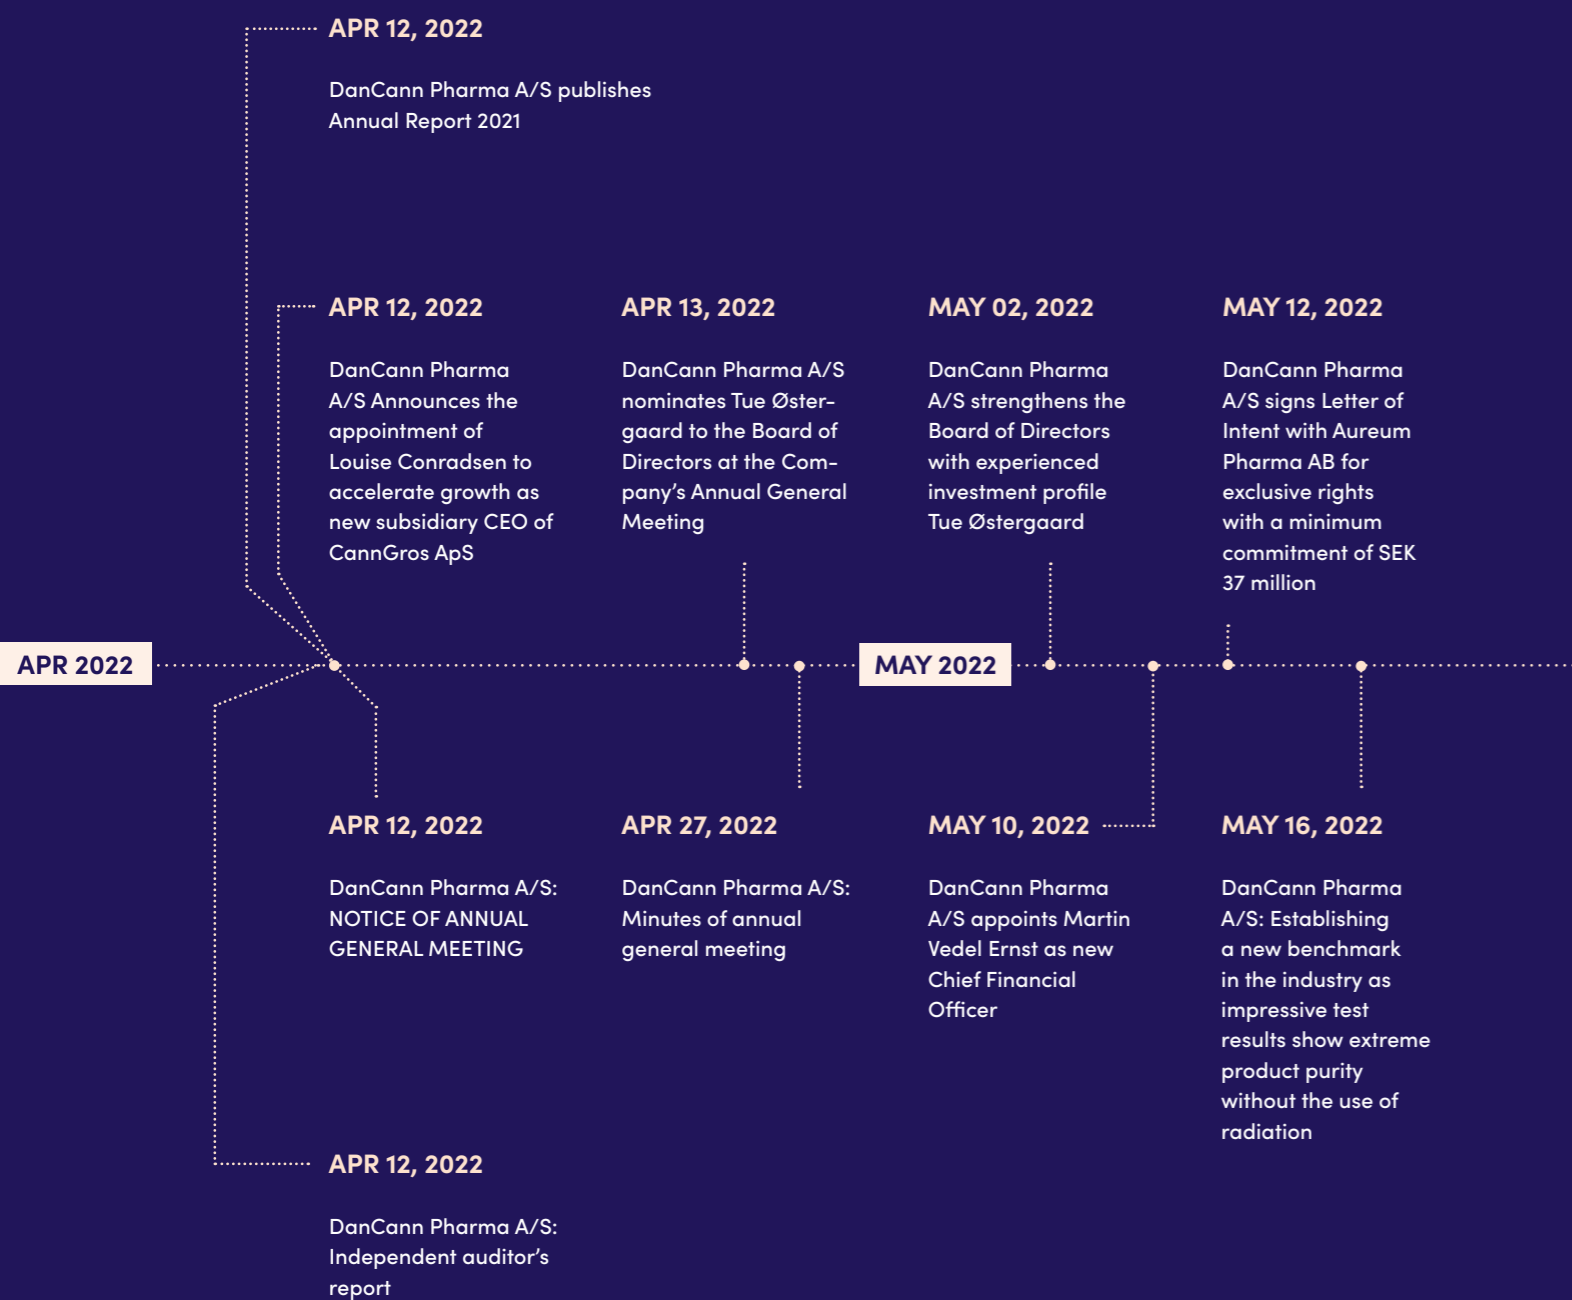 APR 12, 2022
DanCann Pharma A/S publishes
Annual Report 2021
APR 12, 2022
DanCann Pharma
A/S Announces the
appointment of
Louise Conradsen to
accelerate growth as
new subsidiary CEO of
CannGros ApS
APR 13, 2022
DanCann Pharma A/S
nominates Tue Øster-
gaard to the Board of
Directors at the Com-
pany’s Annual General
Meeting
MAY 02, 2022
DanCann Pharma
A/S strengthens the
Board of Directors
with experienced
investment profile
Tue Østergaard
MAY 12, 2022
DanCann Pharma
A/S signs Letter of
Intent with Aureum
Pharma AB for
exclusive rights
with a minimum
commitment of SEK
37 million
APR 2022
MAY 2022
APR 12, 2022
DanCann Pharma A/S:
NOTICE OF ANNUAL
GENERAL MEETING
APR 27, 2022
DanCann Pharma A/S:
Minutes of annual
general meeting
MAY 10, 2022
DanCann Pharma
A/S appoints Martin
Vedel Ernst as new
Chief Financial
Officer
MAY 16, 2022
DanCann Pharma
A/S: Establishing
a new benchmark
in the industry as
impressive test
results show extreme
product purity
without the use of
radiation
APR 12, 2022
DanCann Pharma A/S:
Independent auditor’s
report